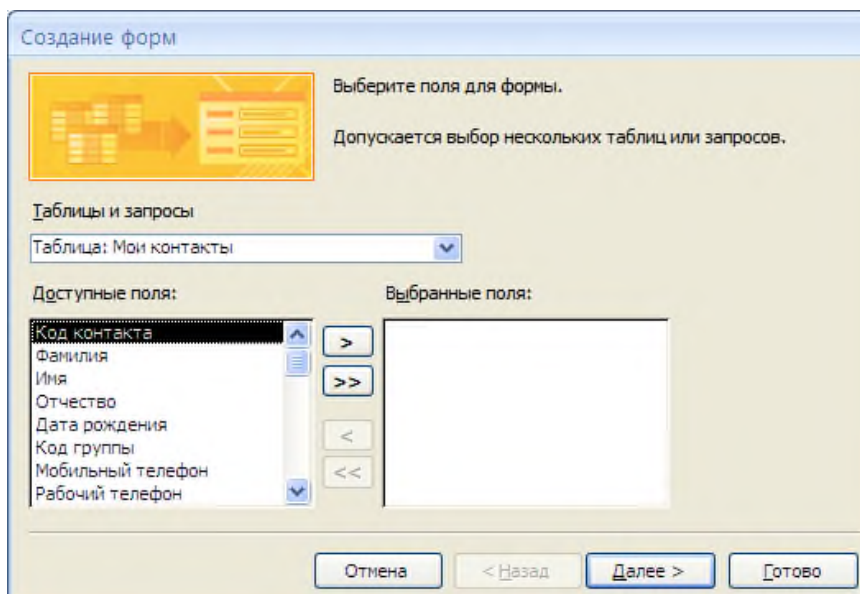 Создание форм
Выберите поля для формы.
Допускается выбор нескольких таблиц или запросов.
Таблицы и запросы
Таблица: Мои контакты
Доступные поля:
Выбранные поля:
Код контакта
Фамилия
Имя
Отчество
Дата рождения
Код группы
Мобильный телефон
Рабочий телефон
>
>>
<
<<
Отмена
< Назад
Далее >
Готово